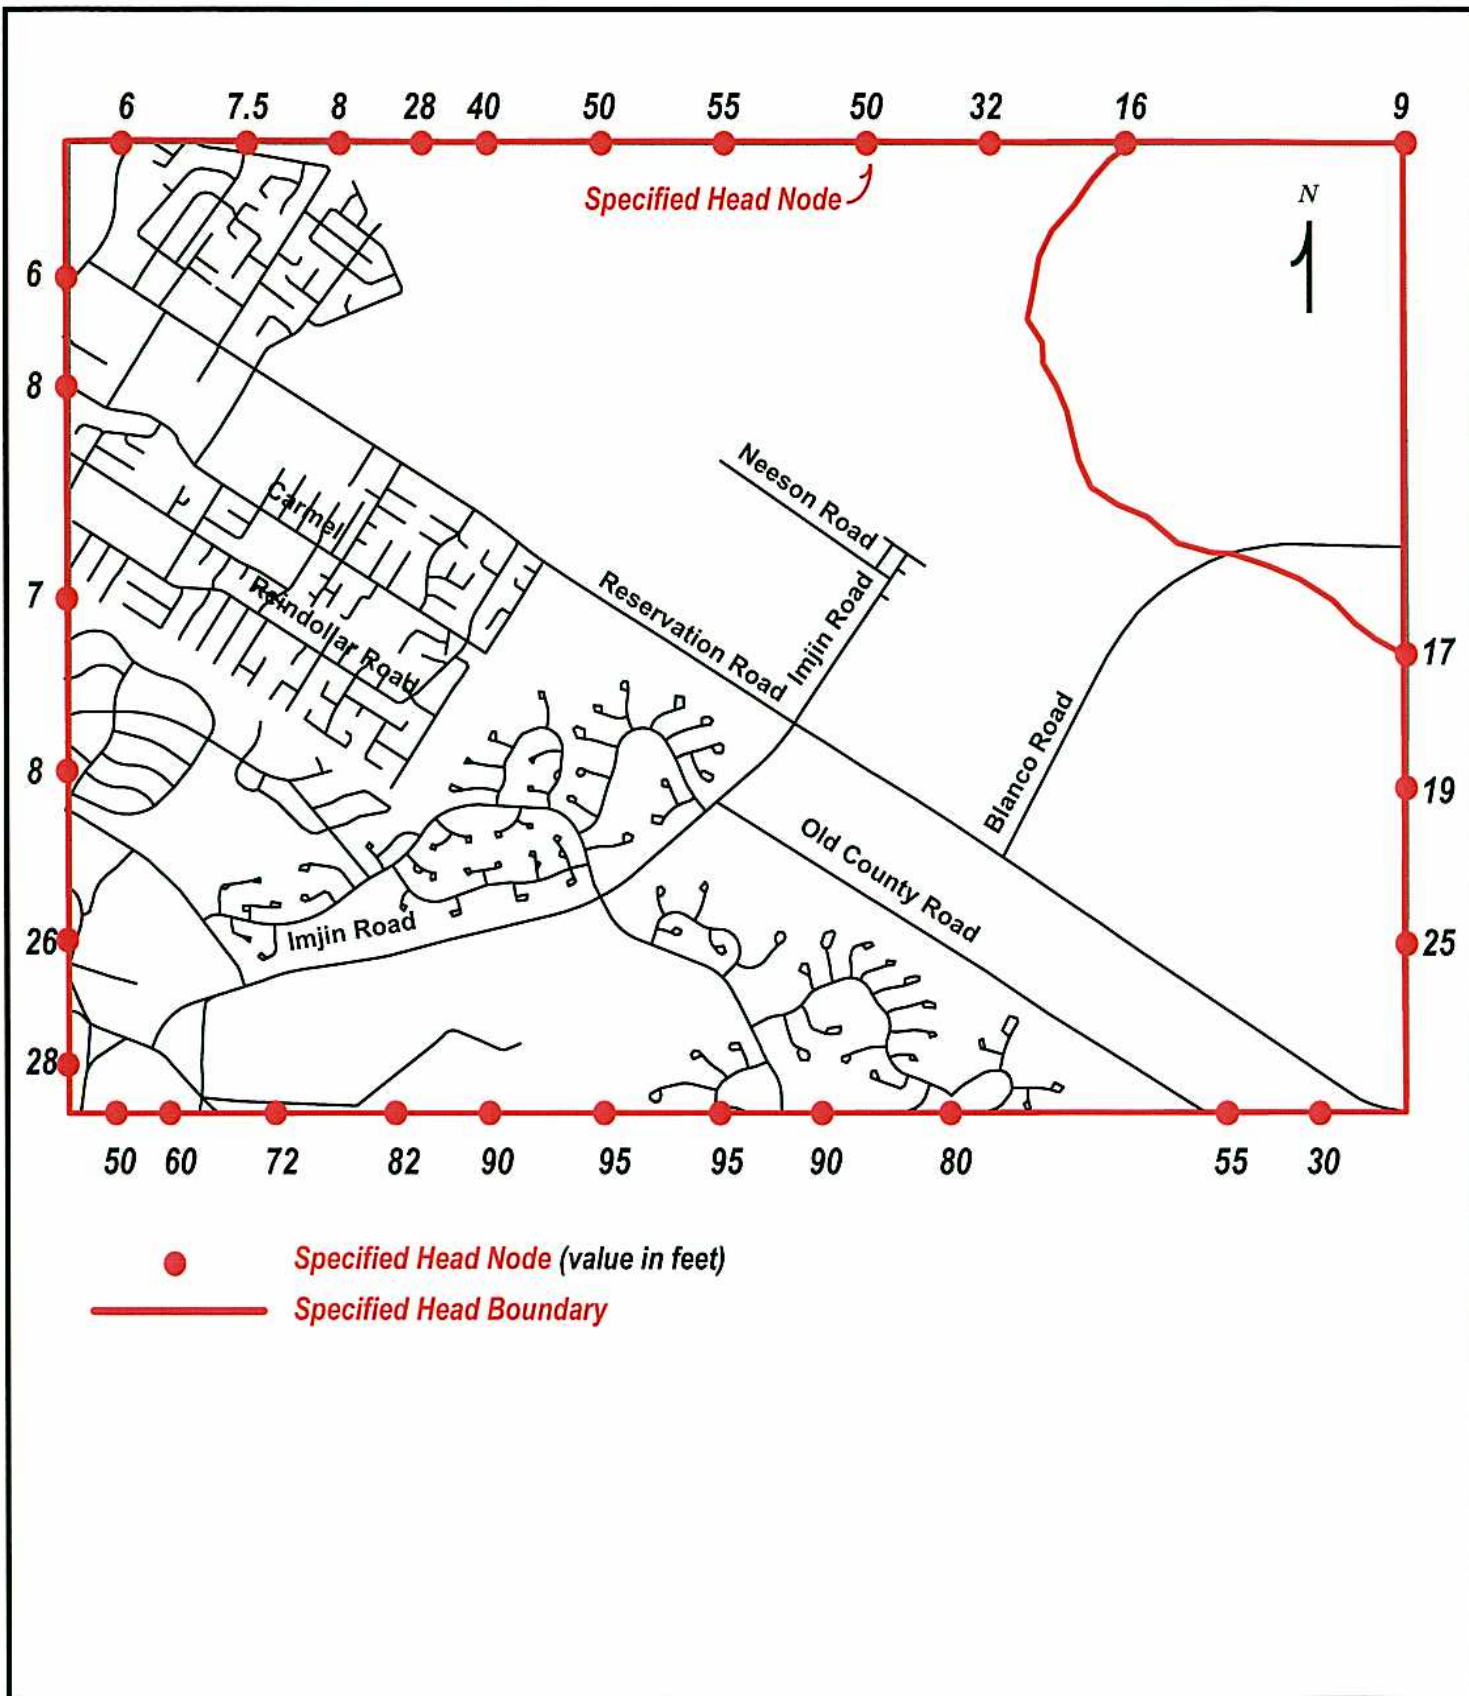 6 7.5 8 28 40 50 55 50 32 16 9
Specified Head Node
N
6
8
Neeson Road
Carmel
Reservation Road
Imjin Road
7
Reindollar Road
17
Blanco Road
8
19
Old County Road
26
Imjin Road
25
28
50 60 72 82 90 95 95 90 80 55 30
Specified Head Node (value in feet)
Specified Head Boundary